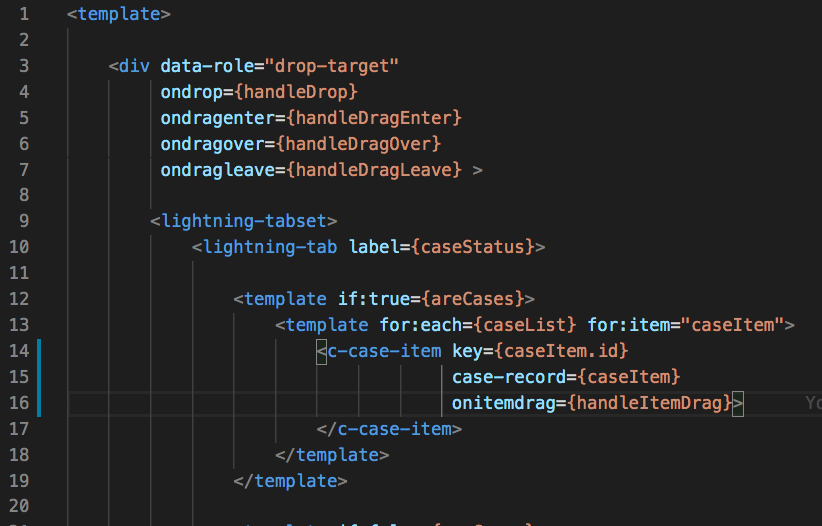 1 <template>
2
3 <div data-role="drop-target"
4 ondrop={handleDrop}
5 ondragenter={handleDragEnter}
6 ondragover={handleDragOver}
7 ondragleave={handleDragLeave} >
8
9 <lightning-tabset>
10 <lightning-tab label={caseStatus}>
11
12 <template if:true={areCases}>
13 <template for:each={caseList} for:item="caseItem">
14 <c-case-item key={caseItem.id}
15 case-record={caseItem}
16 onitemdrag={handleItemDrag}>
17 </c-case-item>
18 </template>
19 </template>
20